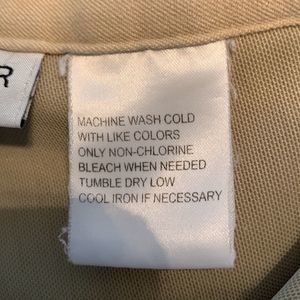 R
MACHINE WASH COLD
WITH LIKE COLORS
ONLY NON-CHLORINE
BLEACH WHEN NEEDED
TUMBLE DRY LOW
COOL IRON IF NECESSARY